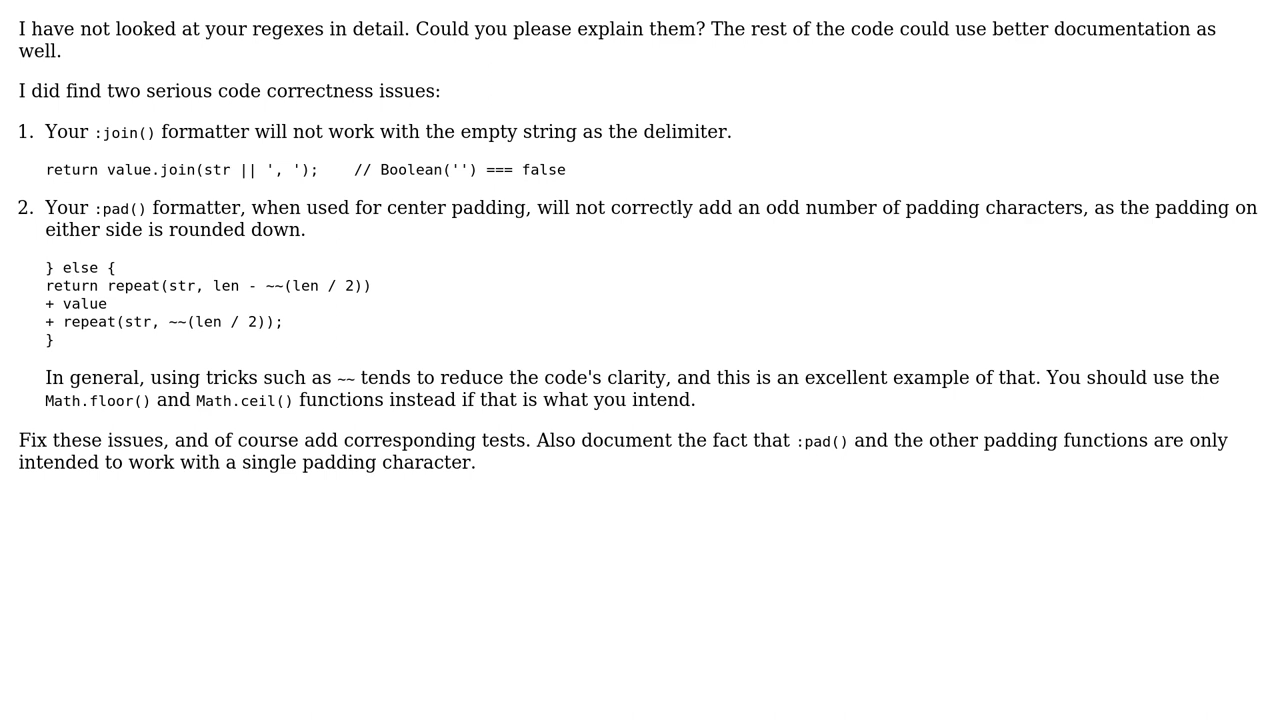 I have not looked at your regexes in detail. Could you please explain them? The rest of the code could use better documentation as
well.
I did find two serious code correctness issues:
1. Your :join() formatter will not work with the empty string as the delimiter.
return value.join(str || ', ');    // Boolean('') === false
2. Your :pad() formatter, when used for center padding, will not correctly add an odd number of padding characters, as the padding on
either side is rounded down.
} else {
return repeat(str, len - ~~(len / 2))
+ value
+ repeat(str, ~~(len / 2));
}
In general, using tricks such as ~~ tends to reduce the code's clarity, and this is an excellent example of that. You should use the
Math.floor() and Math.ceil() functions instead if that is what you intend.
Fix these issues, and of course add corresponding tests. Also document the fact that :pad() and the other padding functions are only
intended to work with a single padding character.